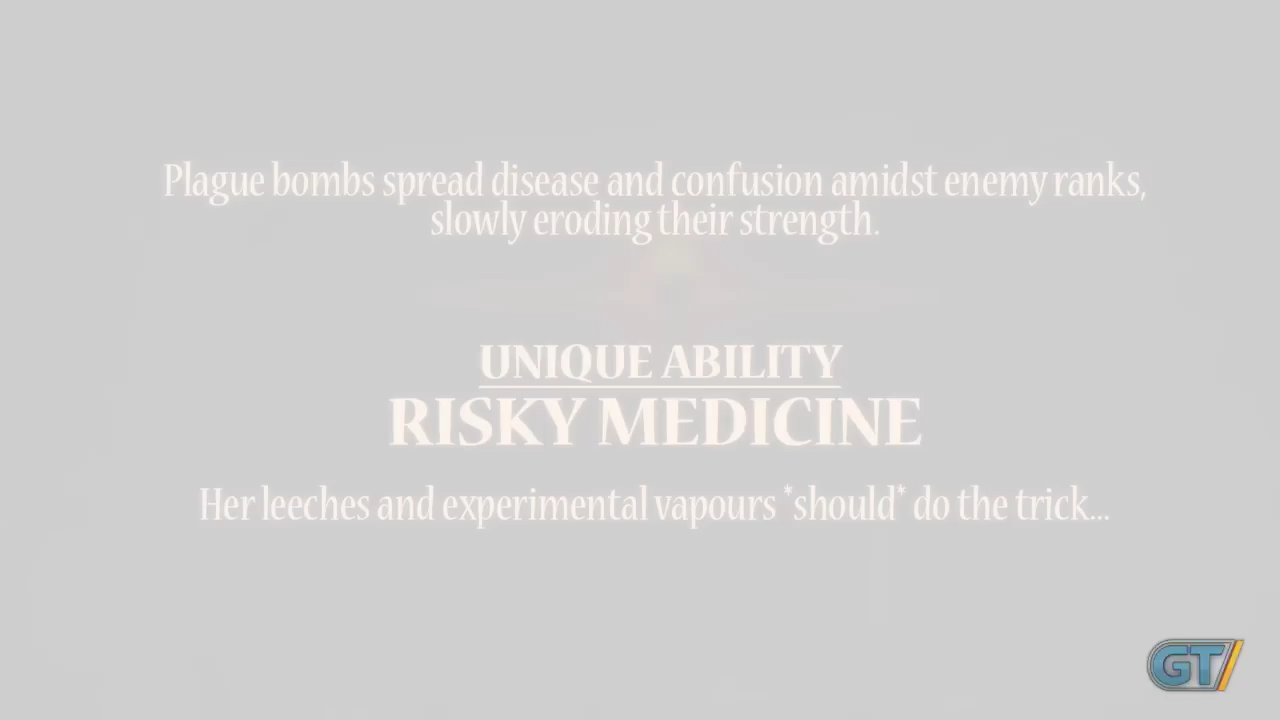 Plague bombs spread disease and confusion amidst enemy ranks,
slowly eroding their strength.
UNIQUE ABILITY
RISKY MEDICINE
Her leeches and experimental vapours *should* do the trick...
GT